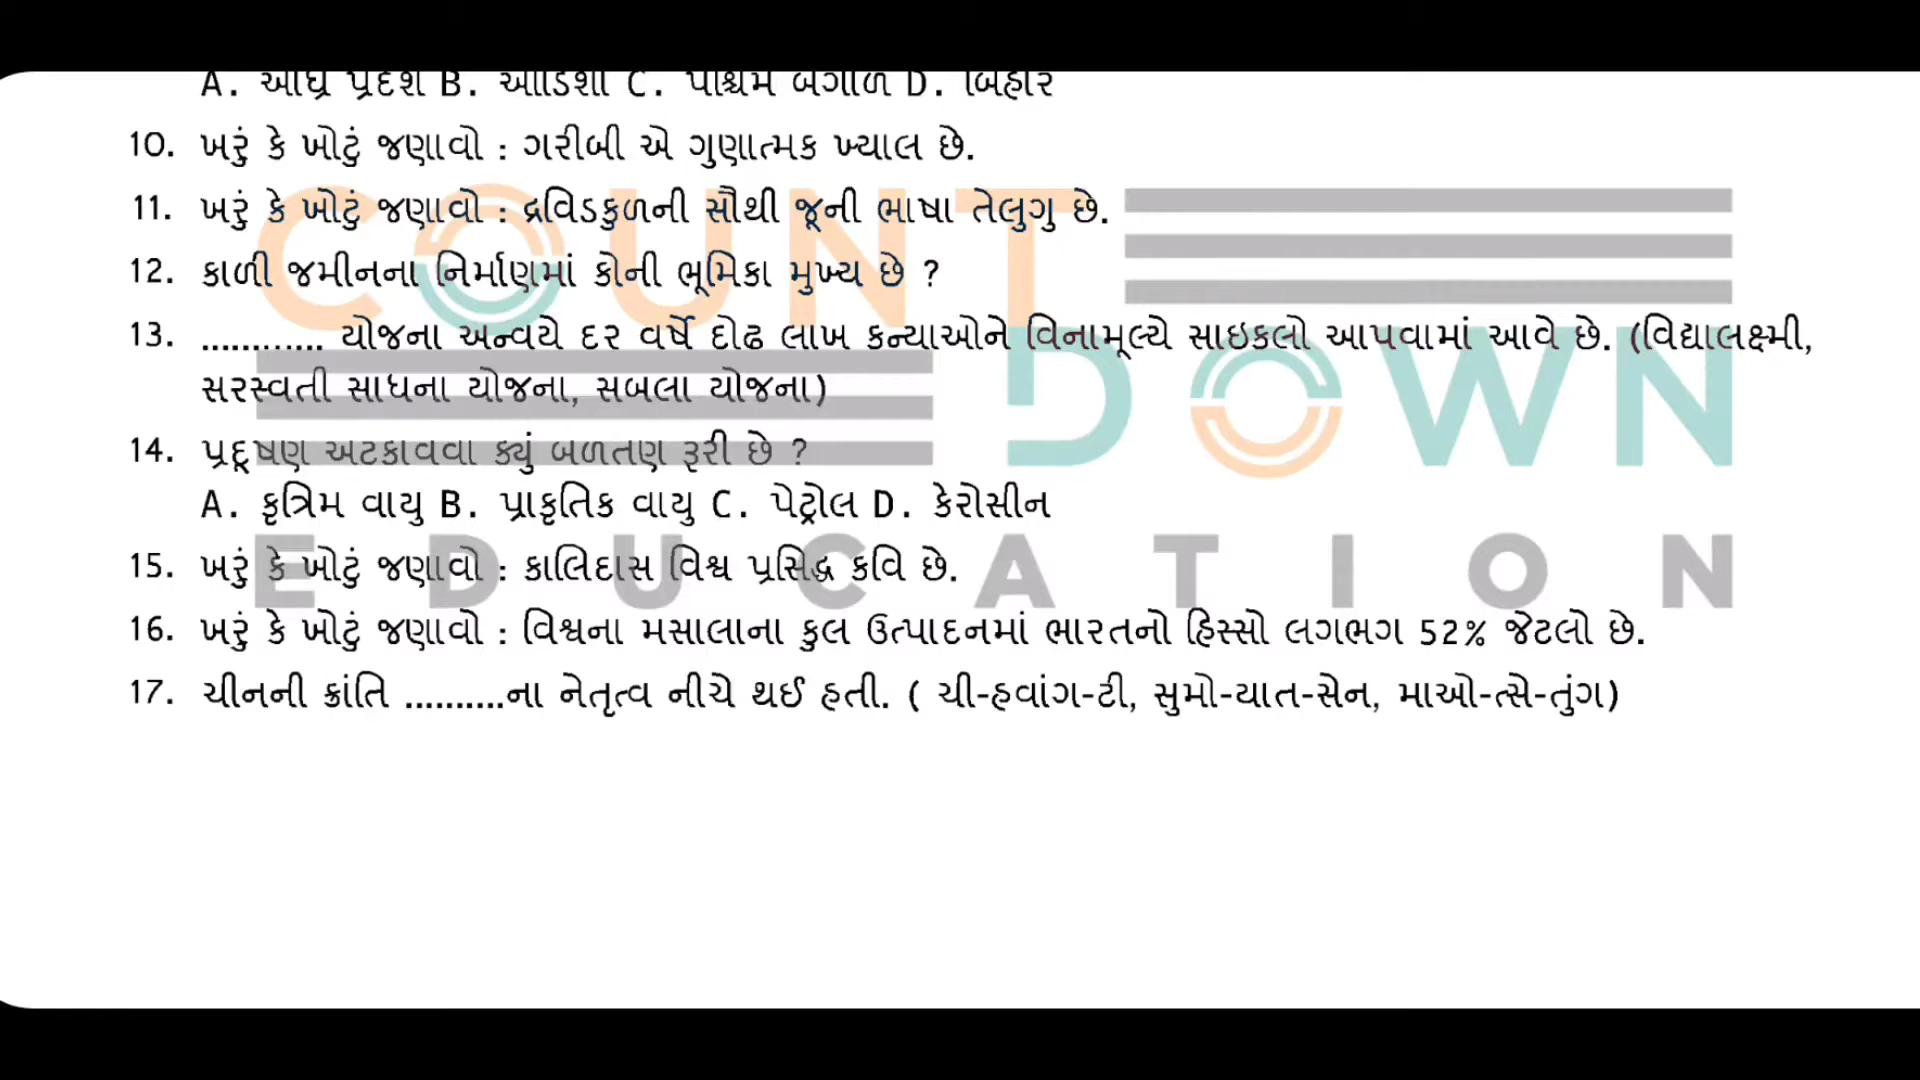 A. આંધ્ર પ્રદેશ B. ઓડિશા C. પશ્ચિમ બંગાળ D. બિહાર
10. ખરું કે ખોટું જણાવો : ગરીબી એ ગુણાત્મક ખ્યાલ છે.
11. ખરું કે ખોટું જણાવો : દ્રવિડકુળની સૌથી જૂની ભાષા તેલુગુ છે.
12. કાળી જમીનના નિર્માણમાં કોની ભૂમિકા મુખ્ય છે ?
13. ............ યોજના અન્વયે દર વર્ષે દોઢ લાખ કન્યાઓને વિનામૂલ્યે સાઇકલો આપવામાં આવે છે. (વિદ્યાલક્ષ્મી,
સરસ્વતી સાધના યોજના, સબલા યોજના)
14. પ્રદૂષણ અટકાવવા ક્યું બળતણ રૂરી છે ?
A. કૃત્રિમ વાયુ B. પ્રાકૃતિક વાયુ C. પેટ્રોલ D. કેરોસીન
15. ખરું કે ખોટું જણાવો : કાલિદાસ વિશ્વ પ્રસિદ્ધ કવિ છે.
16. ખરું કે ખોટું જણાવો : વિશ્વના મસાલાના કુલ ઉત્પાદનમાં ભારતનો હિસ્સો લગભગ 52% જેટલો છે.
17. ચીનની ક્રાંતિ ..........ના નેતૃત્વ નીચે થઈ હતી. ( ચી-હવાંગ-ટી, સુમો-યાત-સેન, માઓ-ત્સે-તુંગ)
COUNT
DOWN
EDUCATION